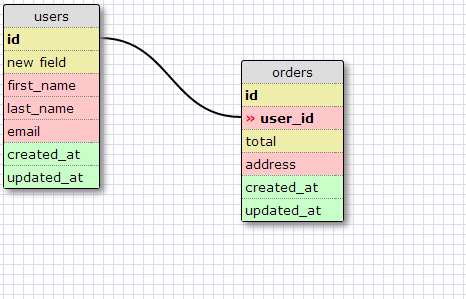 users
id
new field
first_name
last_name
email
created_at
updated_at
orders
id
» user_id
total
address
created_at
updated_at